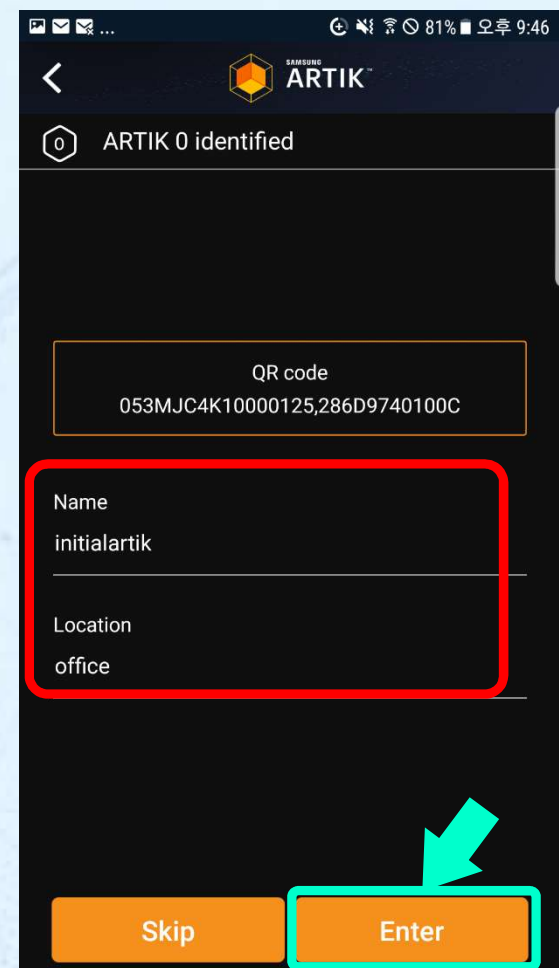 ... 81% 오후 9:46
SAMSUNG
ARTIK™
0 ARTIK 0 identified
QR code
053MJC4K10000125,286D9740100C
Name
initialartik
Location
office
Skip Enter